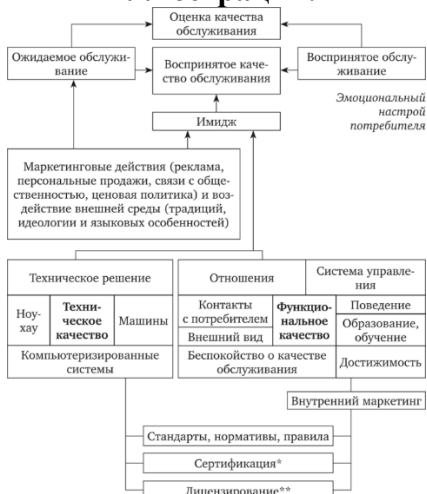 Оценка качества
обслуживания
Ожидаемое обслужи-
вание
Воспринятое каче-
ство обслуживания
Воспринятое обслу-
живание
Эмоциональный
настрой
потребителя
Имидж
Маркетинговые действия (реклама,
персональные продажи, связи с обще-
ственностью, ценовая политика) и воз-
действие внешней среды (традиций,
идеологии и языковых особенностей)
Техническое решение
Отношения
Система управле-
ния
Ноу-
хау
Техни-
ческое
качество
Машины
Контакты
с потребителем
Внешний вид
Функцио-
нальное
качество
Поведение
Образование,
обучение
Компьютеризированные
системы
Беспокойство о качестве
обслуживания
Достижимость
Внутренний маркетинг
Стандарты, нормативы, правила
Сертификация*
Лицензирование**